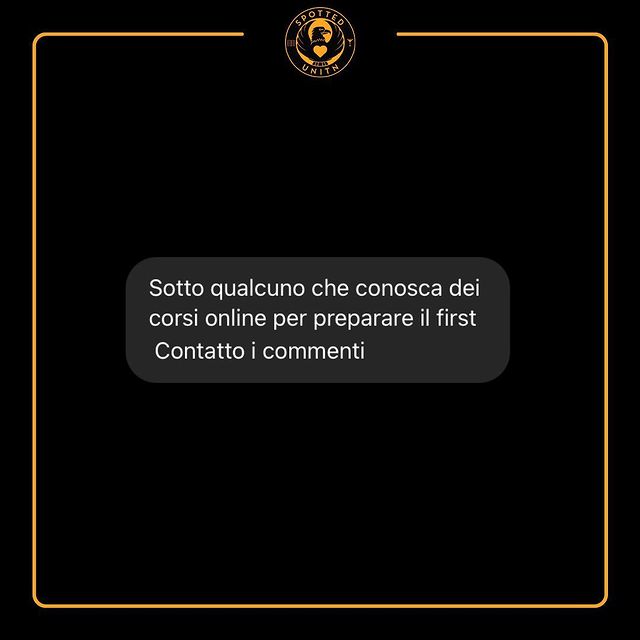 SPOTTED
UNITN
Sotto qualcuno che conosca dei
corsi online per preparare il first
Contatto i commenti